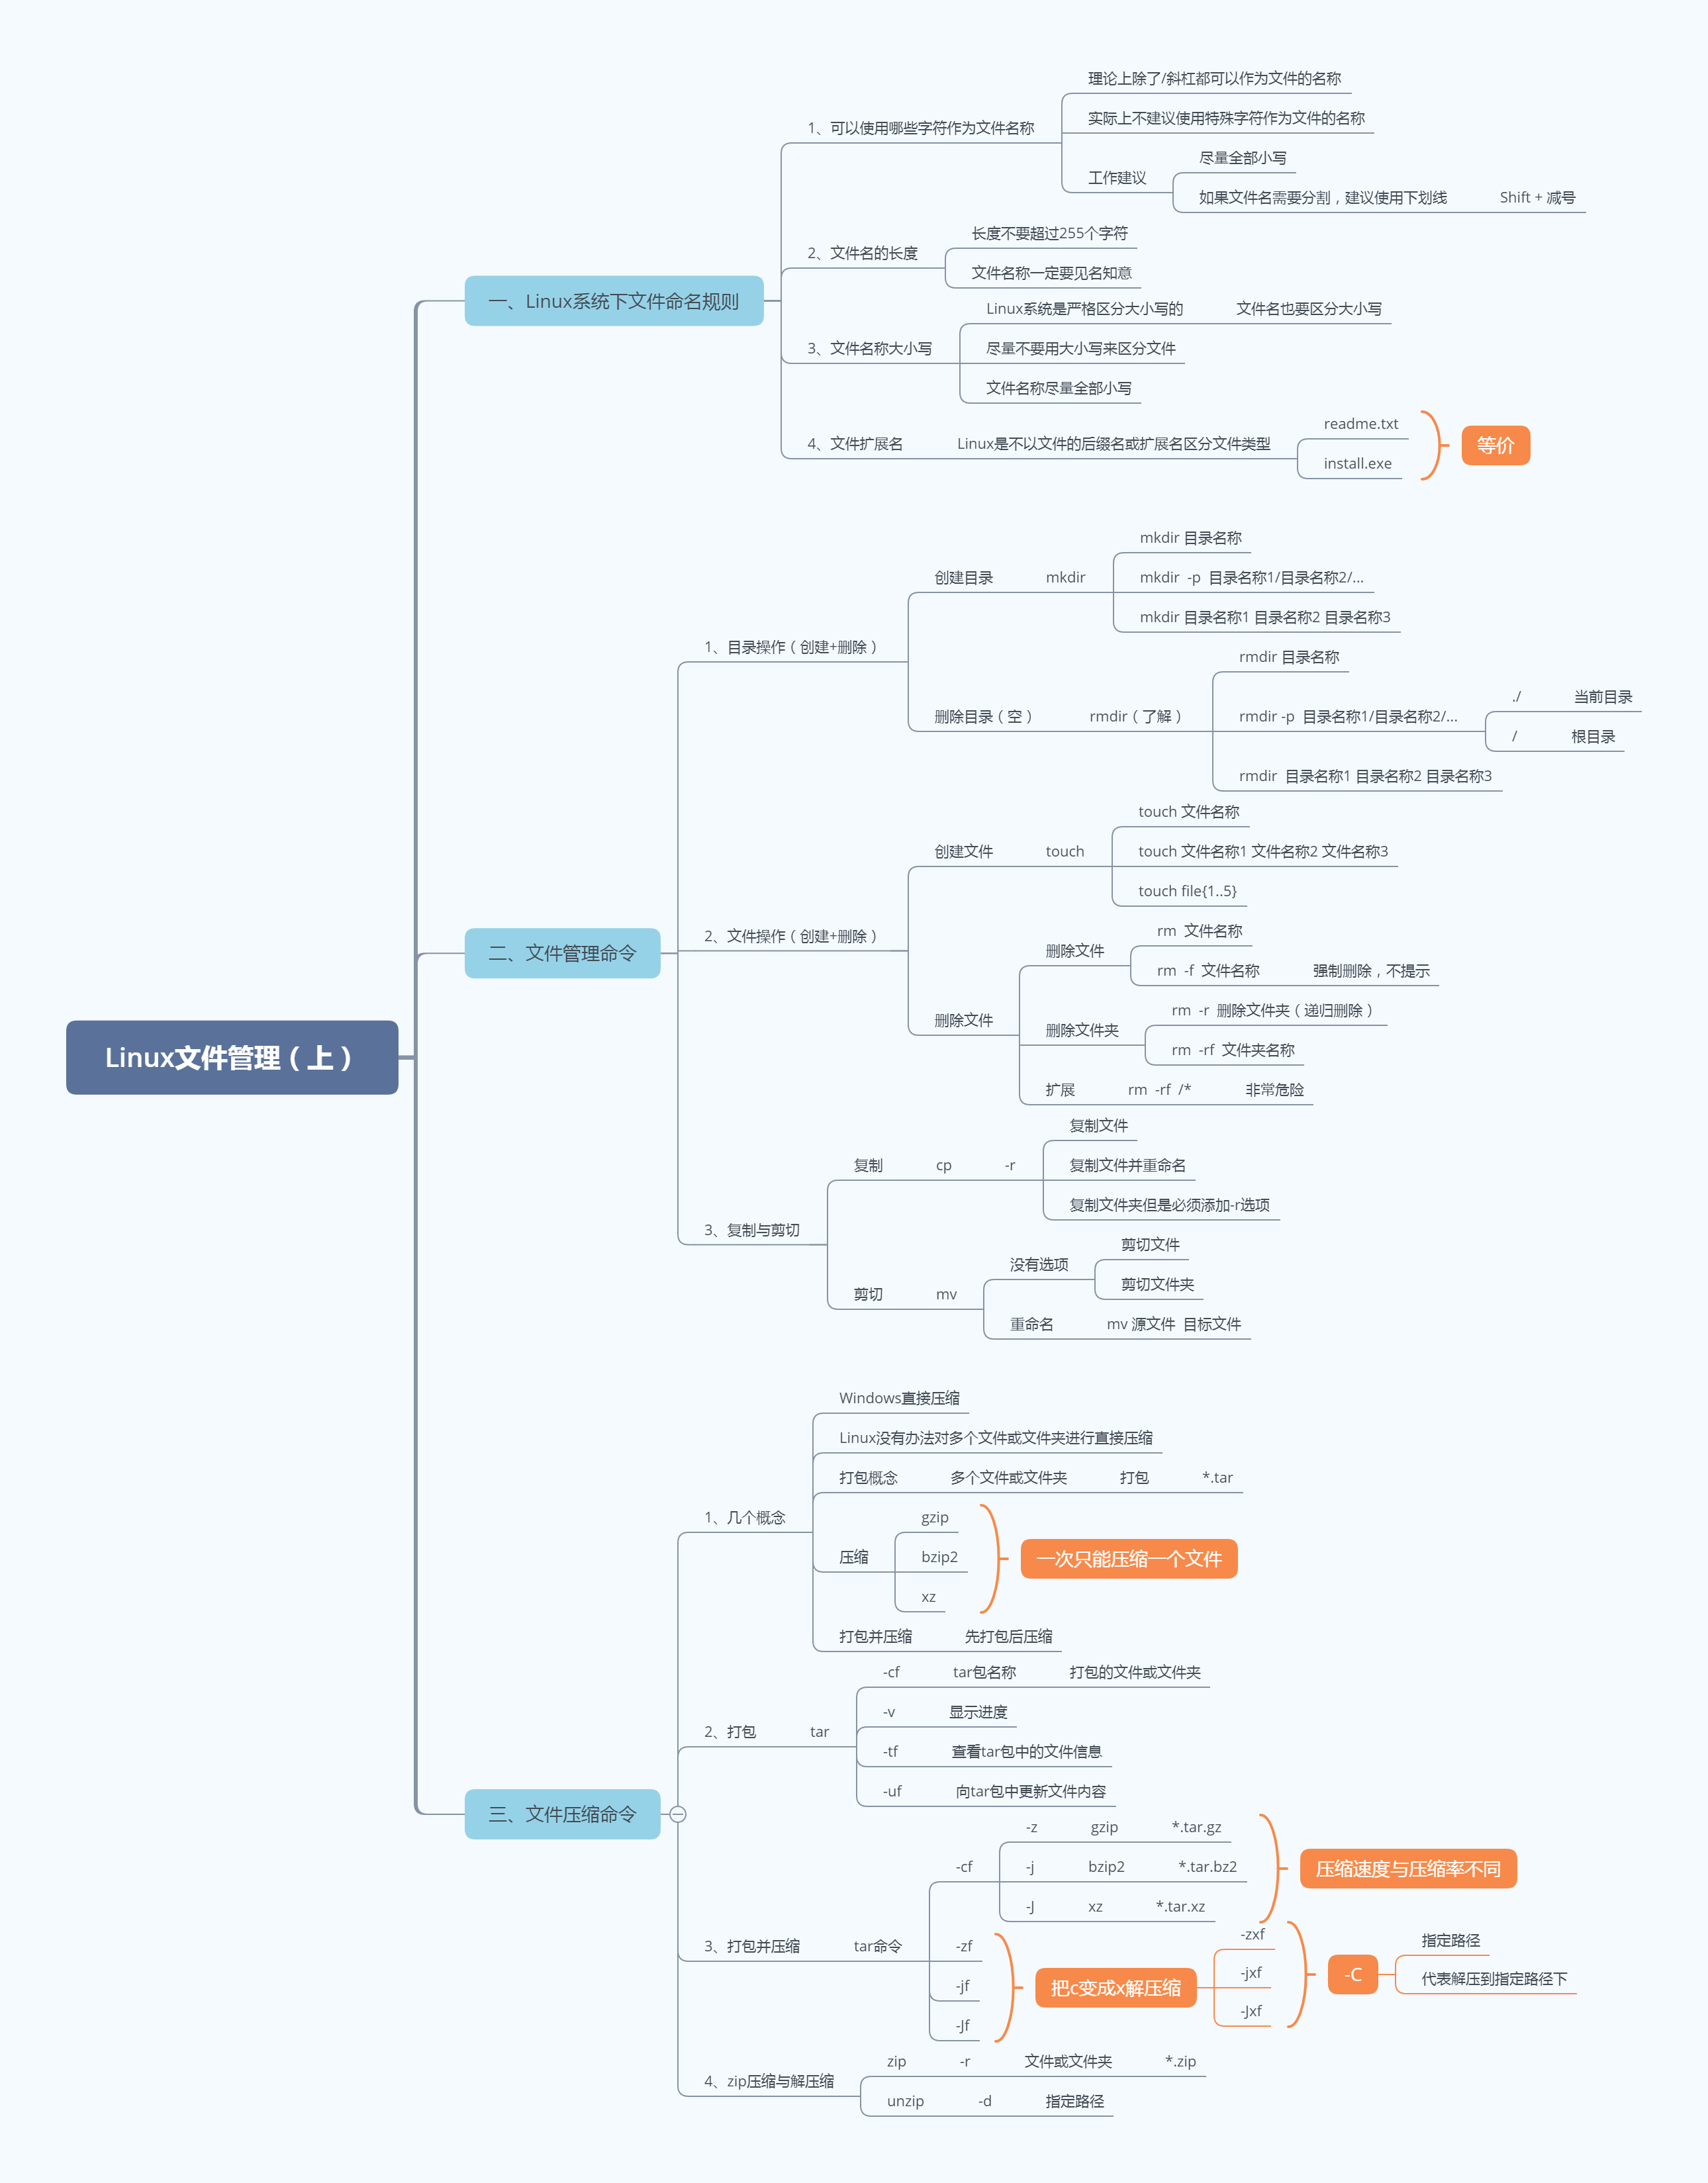 Linux文件管理（上）
一、Linux系统下文件命名规则
1、可以使用哪些字符作为文件名称
理论上除了/斜杠都可以作为文件的名称
实际上不建议使用特殊字符作为文件的名称
工作建议
尽量全部小写
如果文件名需要分割，建议使用下划线
Shift + 减号
2、文件名的长度
长度不要超过255个字符
文件名称一定要见名知意
3、文件名称大小写
Linux系统是严格区分大小写的
文件名也要区分大小写
尽量不要用大小写来区分文件
文件名称尽量全部小写
4、文件扩展名
Linux是不以文件的后缀名或扩展名区分文件类型
readme.txt
install.exe
等价
二、文件管理命令
1、目录操作（创建+删除）
创建目录
mkdir
mkdir 目录名称
mkdir -p 目录名称1/目录名称2/...
mkdir 目录名称1 目录名称2 目录名称3
删除目录（空）
rmdir（了解）
rmdir 目录名称
rmdir -p 目录名称1/目录名称2/...
./
当前目录
/
根目录
rmdir 目录名称1 目录名称2 目录名称3
2、文件操作（创建+删除）
创建文件
touch
touch 文件名称
touch 文件名称1 文件名称2 文件名称3
touch file{1..5}
删除文件
删除文件
rm 文件名称
rm -f 文件名称
强制删除，不提示
删除文件夹
rm -r 删除文件夹（递归删除）
rm -rf 文件夹名称
扩展
rm -rf /*
非常危险
3、复制与剪切
复制
cp
-r
复制文件
复制文件并重命名
复制文件夹但是必须添加-r选项
剪切
mv
没有选项
剪切文件
剪切文件夹
重命名
mv 源文件 目标文件
三、文件压缩命令
1、几个概念
Windows直接压缩
Linux没有办法对多个文件或文件夹进行直接压缩
打包概念
多个文件或文件夹
打包
*.tar
压缩
gzip
bzip2
xz
一次只能压缩一个文件
打包并压缩
先打包后压缩
2、打包
tar
-cf
tar包名称
打包的文件或文件夹
-v
显示进度
-tf
查看tar包中的文件信息
-uf
向tar包中更新文件内容
3、打包并压缩
tar命令
-cf
-z
gzip
*.tar.gz
-j
bzip2
*.tar.bz2
-J
xz
*.tar.xz
压缩速度与压缩率不同
-zf
-jf
-Jf
把c变成x解压缩
-zxf
-jxf
-Jxf
-C
指定路径
代表解压到指定路径下
4、zip压缩与解压缩
zip
-r
文件或文件夹
*.zip
unzip
-d
指定路径